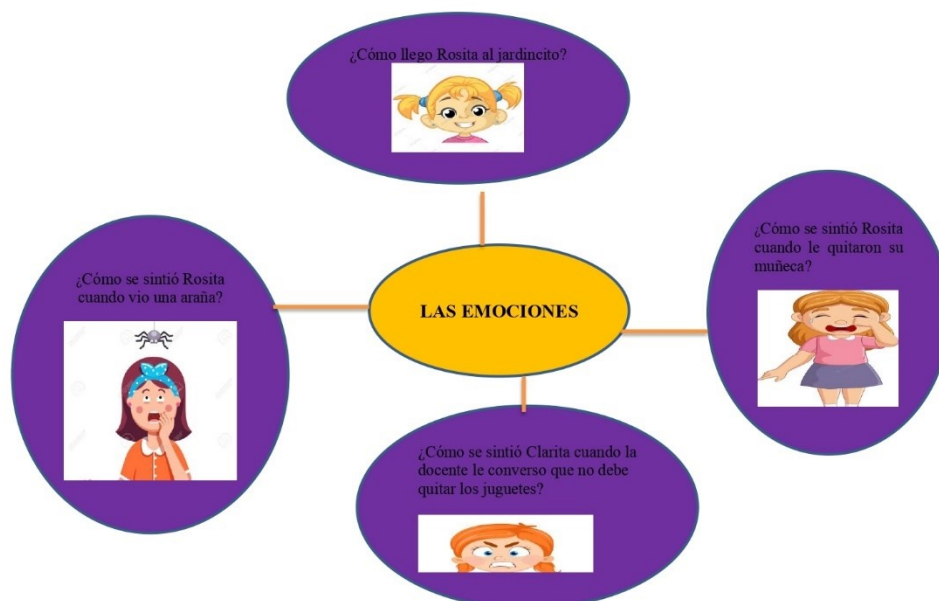 ¿Cómo llego Rosita al jardincito?
¿Cómo se sintió Rosita
cuando vio una araña?
LAS EMOCIONES
¿Cómo se sintió Rosita
cuando le quitaron su
muñeca?
¿Cómo se sintió Clarita cuando la
docente le converso que no debe
quitar los juguetes?